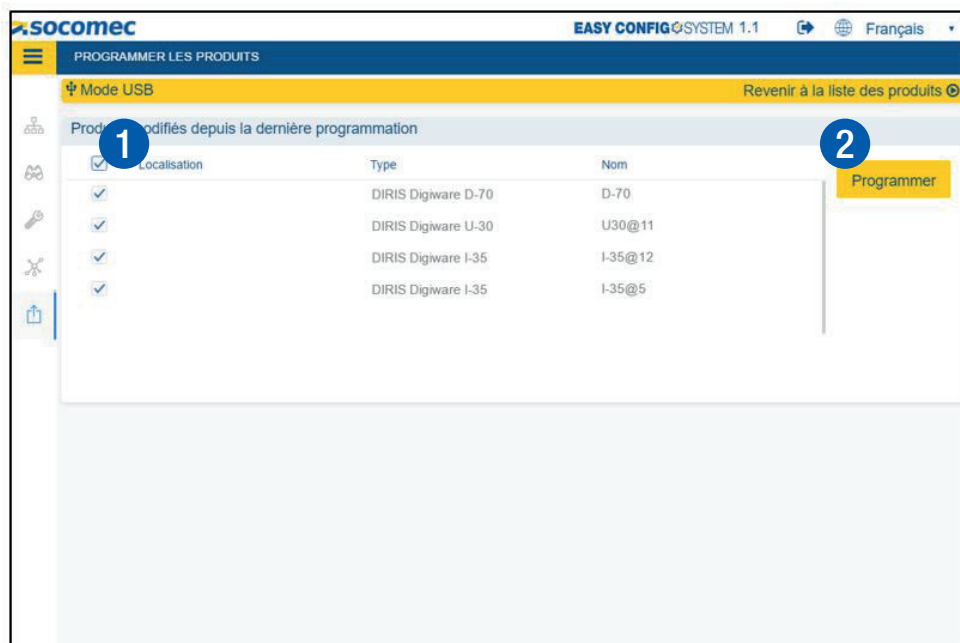 socomec
EASY CONFIG SYSTEM 1.1
Français
PROGRAMMER LES PRODUITS
Mode USB
Revenir à la liste des produits
depuis la dernière programmation
1
2
Localisation
Type
Nom
Programmer
DIRIS Digiware D-70
D-70
DIRIS Digiware U-30
U30@11
DIRIS Digiware I-35
I-35@12
DIRIS Digiware I-35
I-35@5